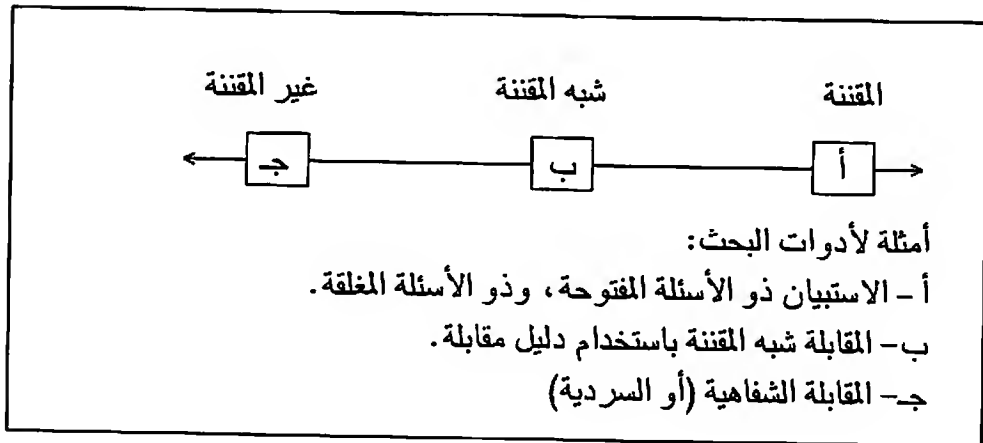 المقننة شبه المقننة غير المقننة
أ ب جـ
أمثلة لأدوات البحث:
أ – الاستبيان ذو الأسئلة المفتوحة، وذو الأسئلة المغلقة.
ب– المقابلة شبه المقننة باستخدام دليل مقابلة.
جـ– المقابلة الشفاهية (أو السردية)